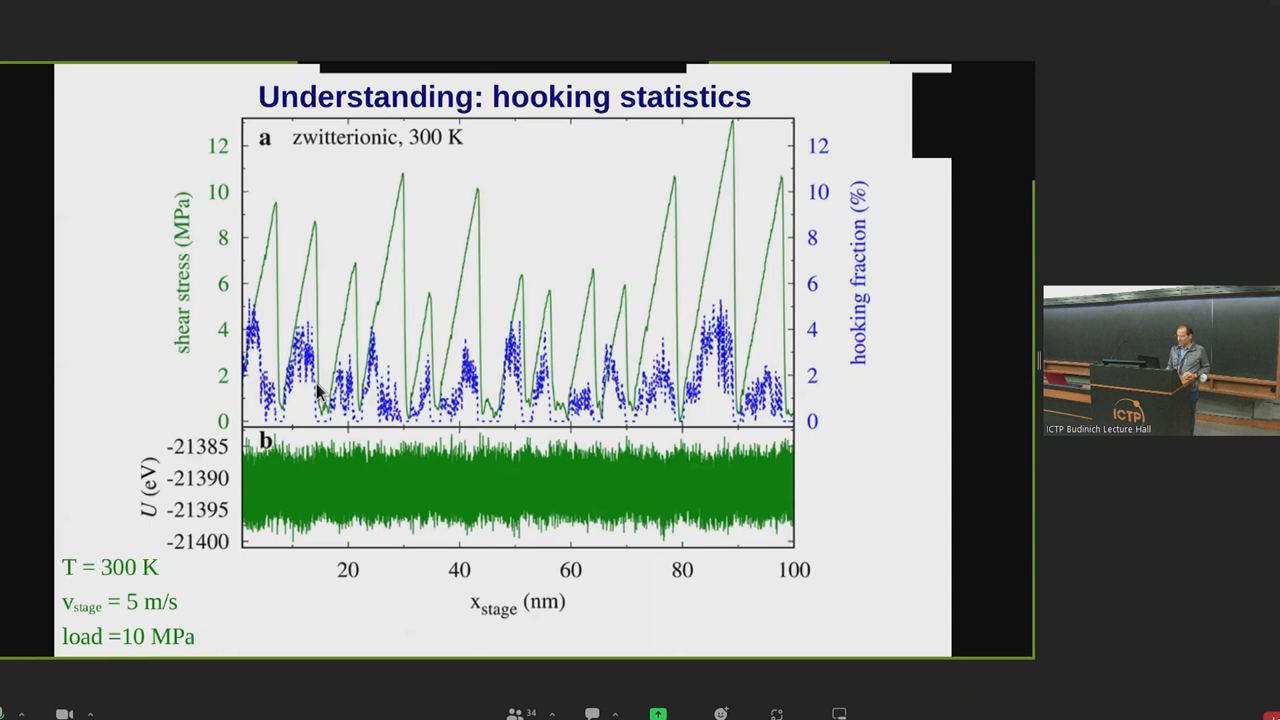 Understanding: hooking statistics
a zwitterionic, 300 K
shear stress (MPa)
12
10
8
6
4
2
0
12
10
8
6
4
2
0
hooking fraction (%)
b
U (eV)
-21385
-21390
-21395
-21400
20 40 60 80 100
xstage (nm)
T = 300 K
vstage = 5 m/s
load =10 MPa
ICTP
ICTP Budinich Lecture Hall
34